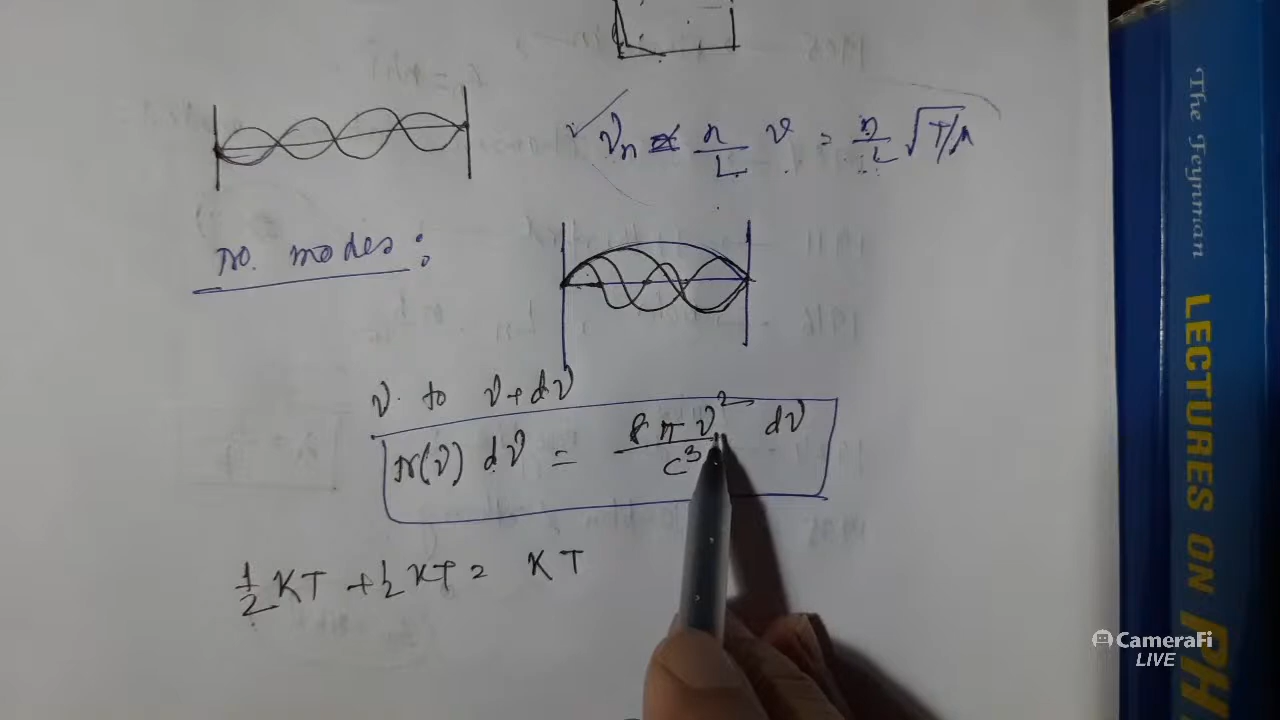 νn ∝ n/L v = n/L √T/μ
No. modes :
ν to ν+dν
n(ν) dν = 8πν²/c³ dν
1/2 KT + 1/2 KT = KT
The Feynman
LECTURES ON PH
CameraFi
LIVE